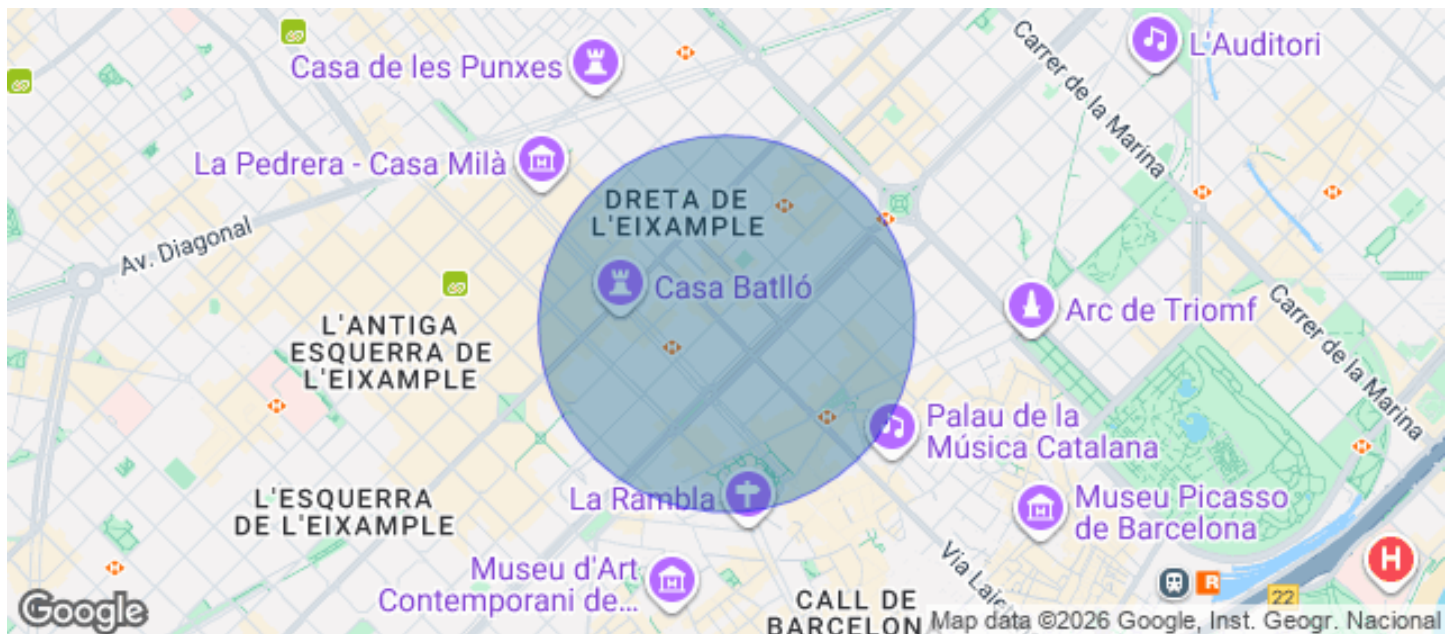 Casa de les Punxes
L'Auditori
Carrer de la Marina
La Pedrera - Casa Milà
DRETA DE
L'EIXAMPLE
Av. Diagonal
Casa Batlló
Arc de Triomf
Carrer de la Marina
L'ANTIGA
ESQUERRA DE
L'EIXAMPLE
Palau de la
Música Catalana
L'ESQUERRA
DE L'EIXAMPLE
La Rambla
Museu Picasso
de Barcelona
H
Museu d'Art
Contemporani de...
Via Laie
R
22
CALL DE
BARCELON
Google
Map data ©2026 Google, Inst. Geogr. Nacional